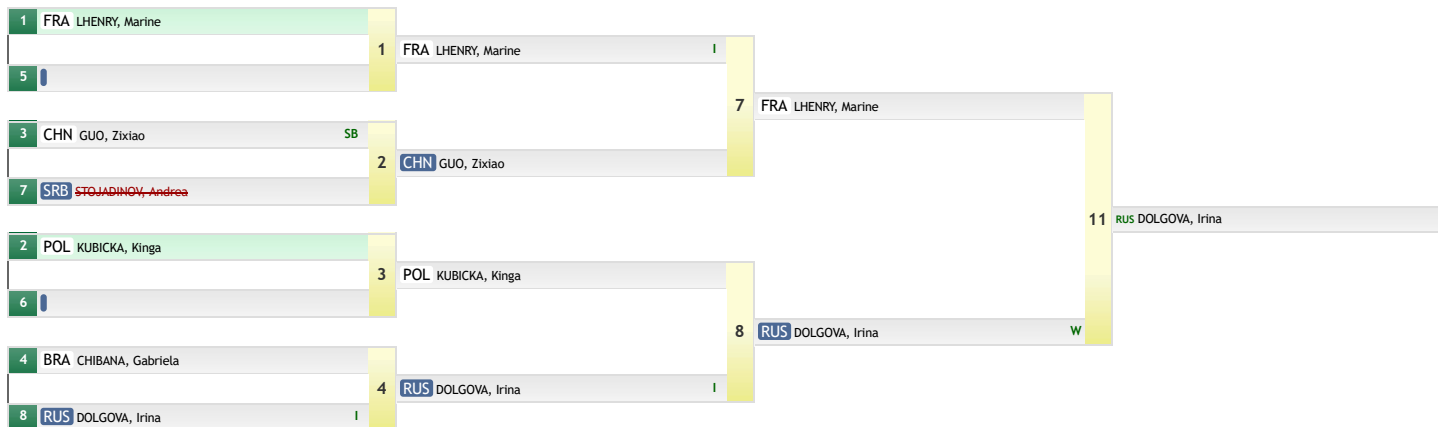 1 FRA LHENRY, Marine
1 FRA LHENRY, Marine I
5
7 FRA LHENRY, Marine
3 CHN GUO, Zixiao SB
2 CHN GUO, Zixiao
7 SRB STOJADINOV, Andrea
11 RUS DOLGOVA, Irina
2 POL KUBICKA, Kinga
3 POL KUBICKA, Kinga
6
8 RUS DOLGOVA, Irina W
4 BRA CHIBANA, Gabriela
4 RUS DOLGOVA, Irina I
8 RUS DOLGOVA, Irina I